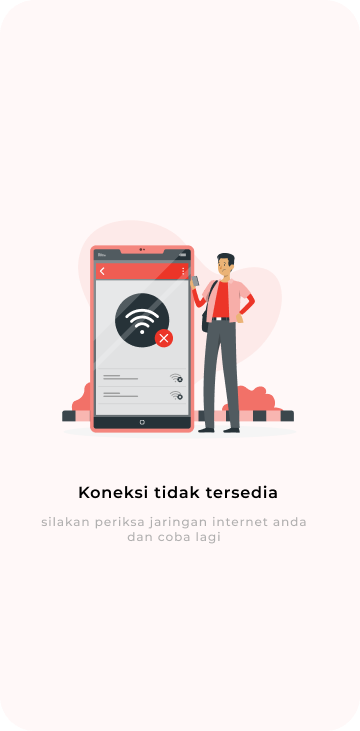 Koneksi tidak tersedia
silakan periksa jaringan internet anda
dan coba lagi